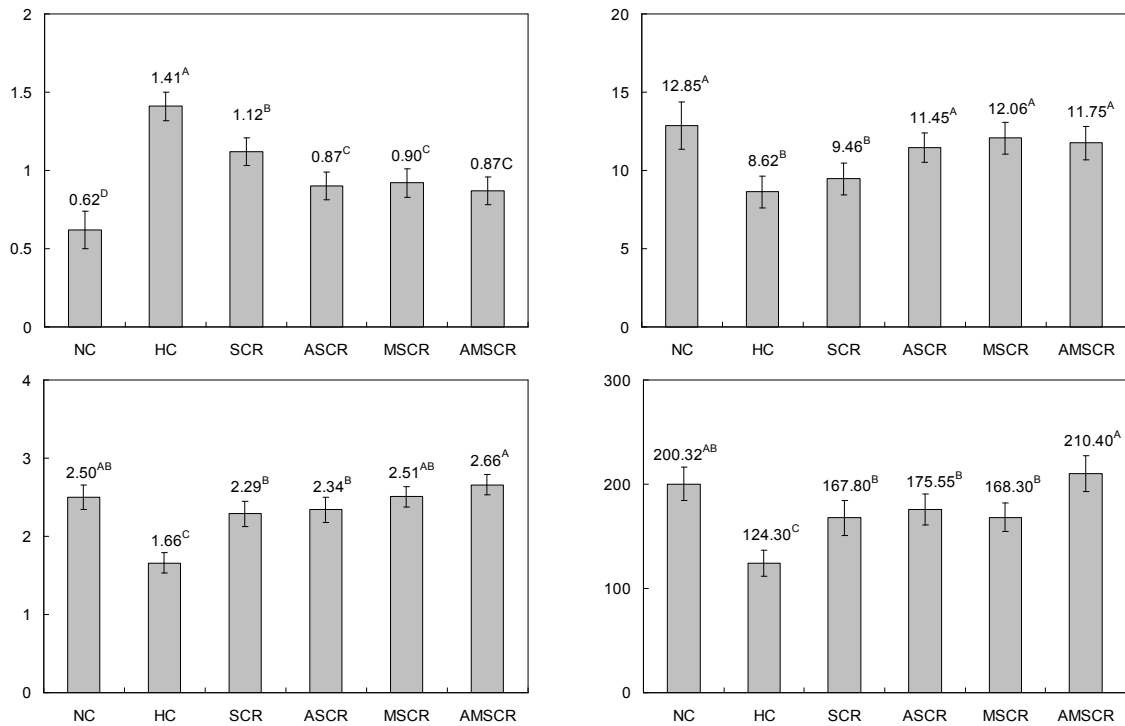 2
1.5
1
0.5
0
0.62D
1.41A
1.12B
0.87C
0.90C
0.87C
NC HC SCR ASCR MSCR AMSCR
20
15
10
5
0
12.85A
8.62B
9.46B
11.45A
12.06A
11.75A
NC HC SCR ASCR MSCR AMSCR
4
3
2
1
0
2.50AB
1.66C
2.29B
2.34B
2.51AB
2.66A
NC HC SCR ASCR MSCR AMSCR
300
200
100
0
200.32AB
124.30C
167.80B
175.55B
168.30B
210.40A
NC HC SCR ASCR MSCR AMSCR